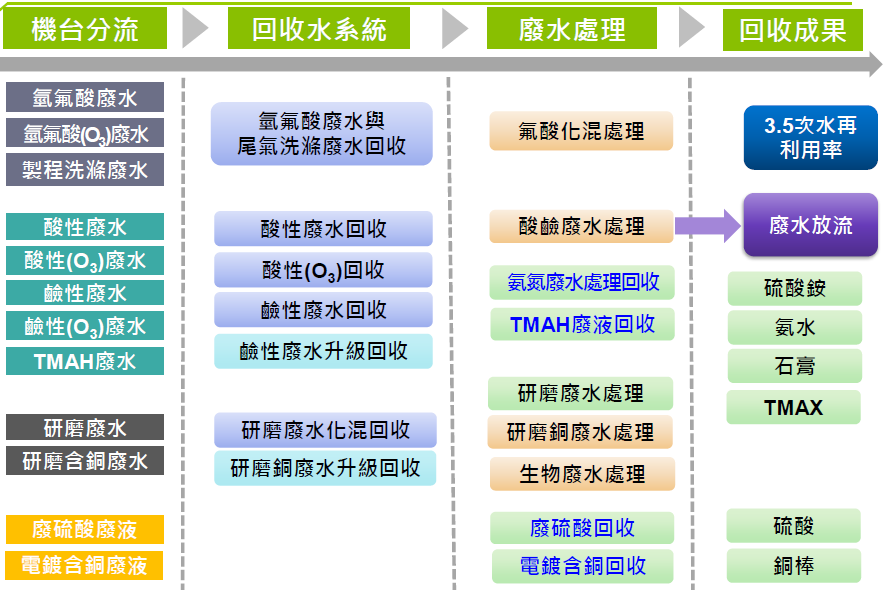 機台分流
回收水系統
廢水處理
回收成果
氫氟酸廢水
氫氟酸(O3)廢水
製程洗滌廢水
酸性廢水
酸性(O3)廢水
鹼性廢水
鹼性(O3)廢水
TMAH廢水
研磨廢水
研磨含銅廢水
廢硫酸廢液
電鍍含銅廢液
氫氟酸廢水與
尾氣洗滌廢水回收
酸性廢水回收
酸性(O3)回收
鹼性廢水回收
鹼性廢水升級回收
研磨廢水化混回收
研磨銅廢水升級回收
氟酸化混處理
酸鹼廢水處理
氨氮廢水處理回收
TMAH廢液回收
研磨廢水處理
研磨銅廢水處理
生物廢水處理
廢硫酸回收
電鍍含銅回收
3.5次水再
利用率
廢水放流
硫酸銨
氨水
石膏
TMAX
硫酸
銅棒